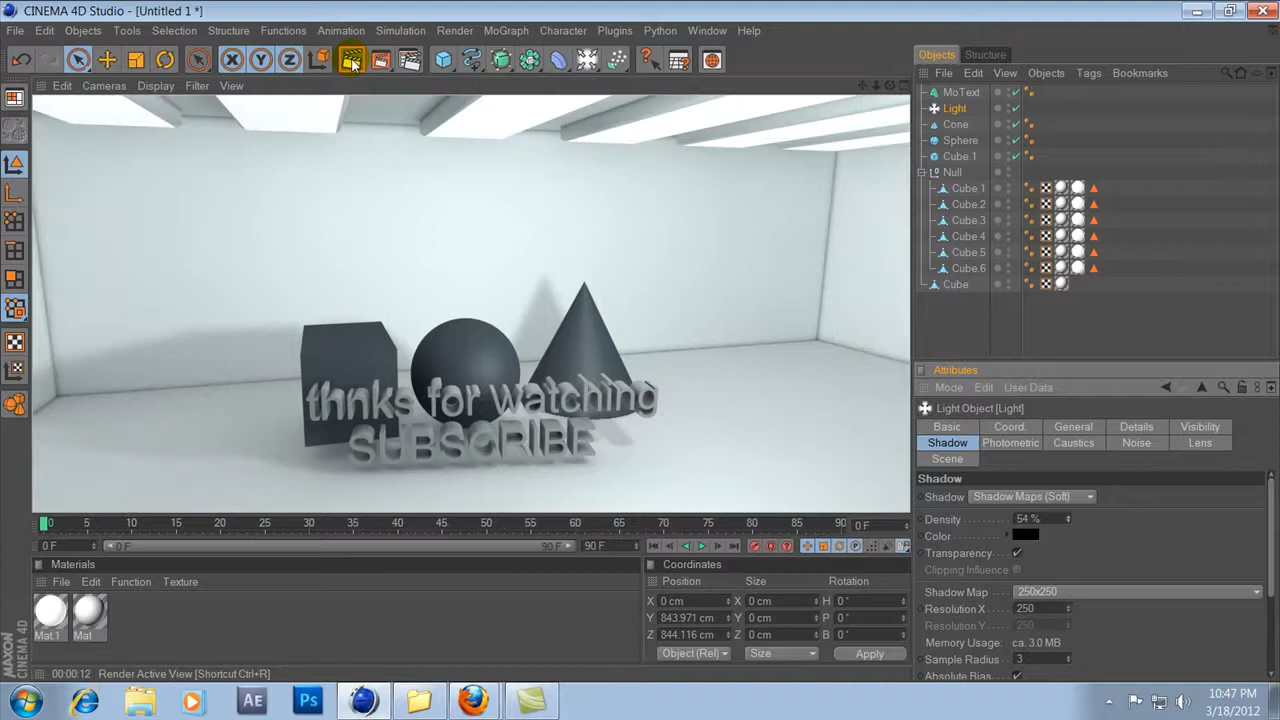 CINEMA 4D Studio - [Untitled 1 *]
File Edit Objects Tools Selection Structure Functions Animation Simulation Render MoGraph Character Plugins Python Window Help
X Y Z
Objects Structure
Edit Cameras Display Filter View
File Edit View Objects Tags Bookmarks
MoText
Light
Cone
Sphere
Cube.1
Null
Cube 1
Cube.2
Cube.3
Cube.4
Cube.5
Cube.6
Cube
thnks for watching
SUBSCRIBE
Attributes
Mode Edit User Data
Light Object [Light]
Basic Coord. General Details Visibility
Shadow Photometric Caustics Noise Lens
Scene
Shadow
Shadow Shadow Maps (Soft)
Density 54 %
Color
Transparency
Clipping Influence
Shadow Map 250x250
Resolution X 250
Resolution Y 250
Memory Usage: ca. 3.0 MB
Sample Radius 3
Absolute Bias
0 5 10 15 20 25 30 35 40 45 50 55 60 65 70 75 80 85 90 0 F
0 F 0 F 90 F 90 F
Materials
File Edit Function Texture
Mat.1 Mat
Coordinates
Position Size Rotation
X 0 cm X 0 cm H 0 °
Y 843.971 cm Y 0 cm P 0 °
Z 844.116 cm Z 0 cm B 0 °
Object (Rel) Size Apply
MAXON CINEMA 4D
00:00:12 Render Active View [Shortcut Ctrl+R]
AE Ps
10:47 PM
3/18/2012